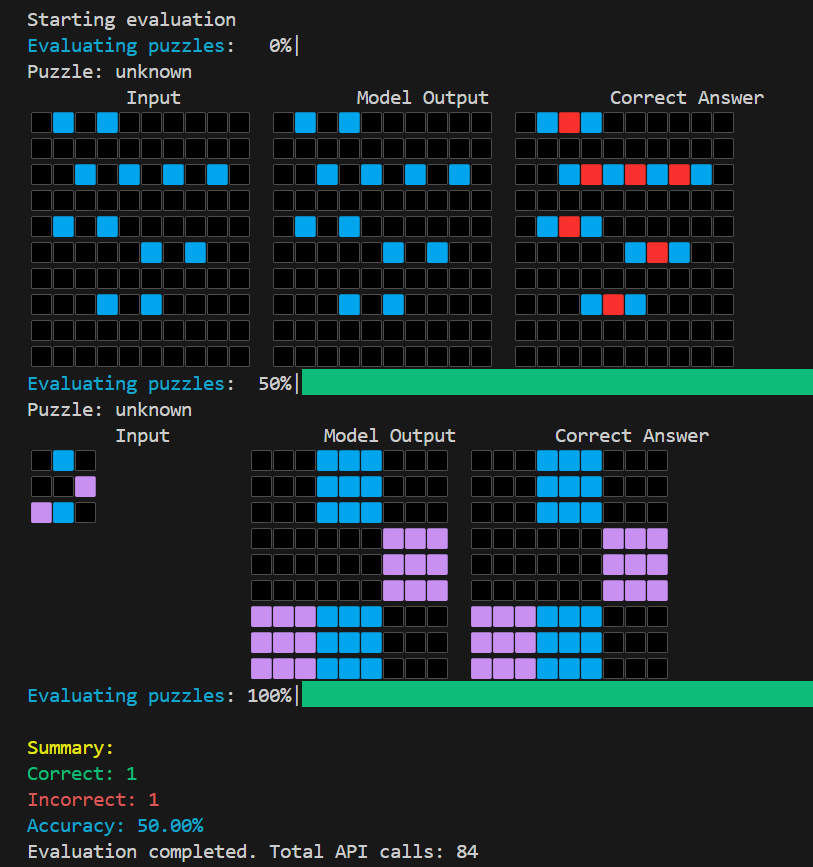 Starting evaluation
Evaluating puzzles:   0%|
Puzzle: unknown
Input Model Output Correct Answer
Evaluating puzzles:  50%|
Puzzle: unknown
Input Model Output Correct Answer
Evaluating puzzles: 100%|
Summary:
Correct: 1
Incorrect: 1
Accuracy: 50.00%
Evaluation completed. Total API calls: 84